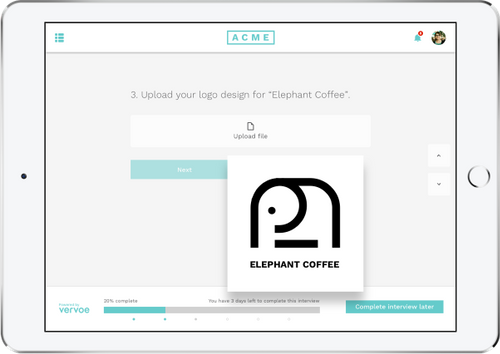 ACME
3. Upload your logo design for “Elephant Coffee”.
Upload file
Next
ELEPHANT COFFEE
Powered by
vervoe
20% complete
You have 2 days left to complete this interview
Complete interview later